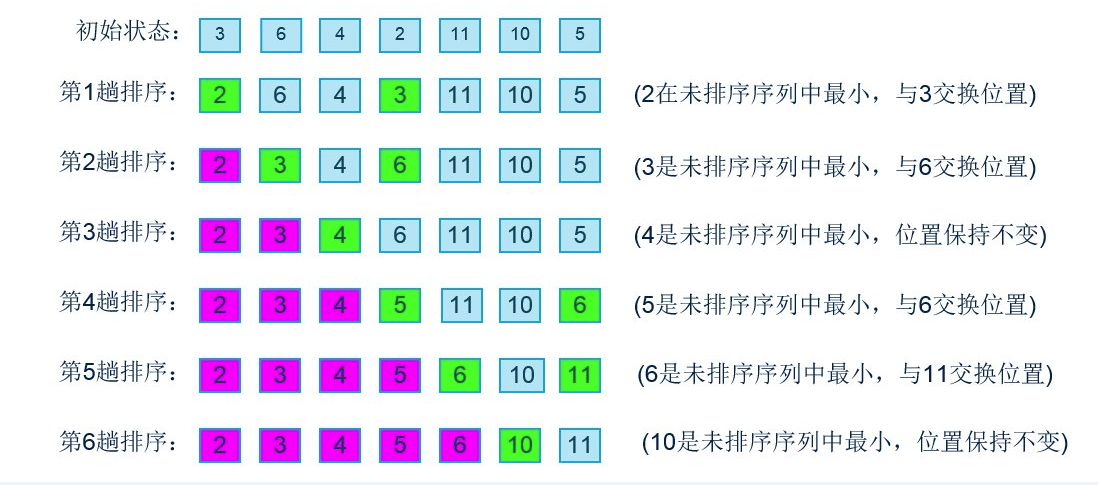 初始状态： 3 6 4 2 11 10 5
第1趟排序： 2 6 4 3 11 10 5 (2在未排序序列中最小，与3交换位置)
第2趟排序： 2 3 4 6 11 10 5 (3是未排序序列中最小，与6交换位置)
第3趟排序： 2 3 4 6 11 10 5 (4是未排序序列中最小，位置保持不变)
第4趟排序： 2 3 4 5 11 10 6 (5是未排序序列中最小，与6交换位置)
第5趟排序： 2 3 4 5 6 10 11 (6是未排序序列中最小，与11交换位置)
第6趟排序： 2 3 4 5 6 10 11 (10是未排序序列中最小，位置保持不变)